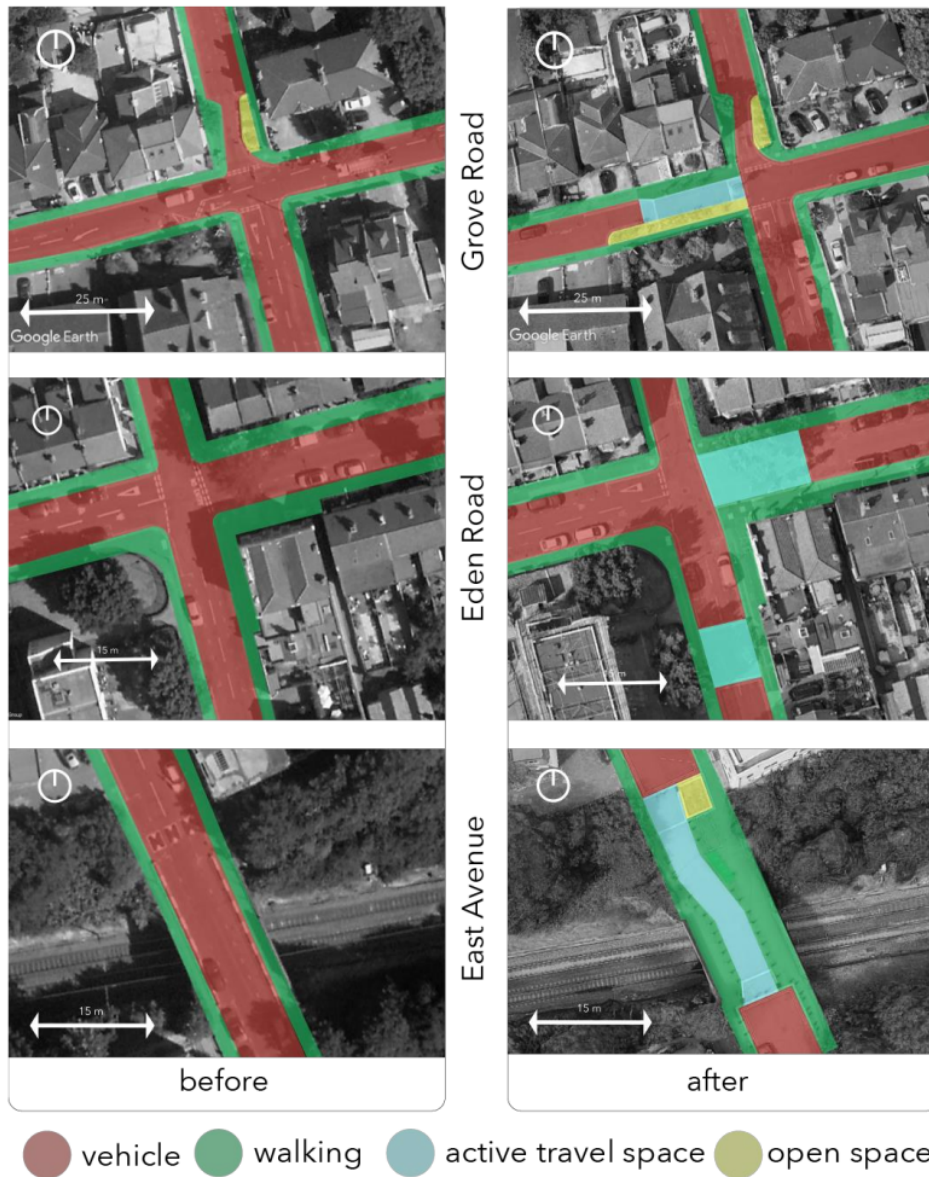 Grove Road
25 m
Google Earth
25 m
Google Earth
Eden Road
15 m
Group
East Avenue
15 m
15 m
before
after
vehicle
walking
active travel space
open space